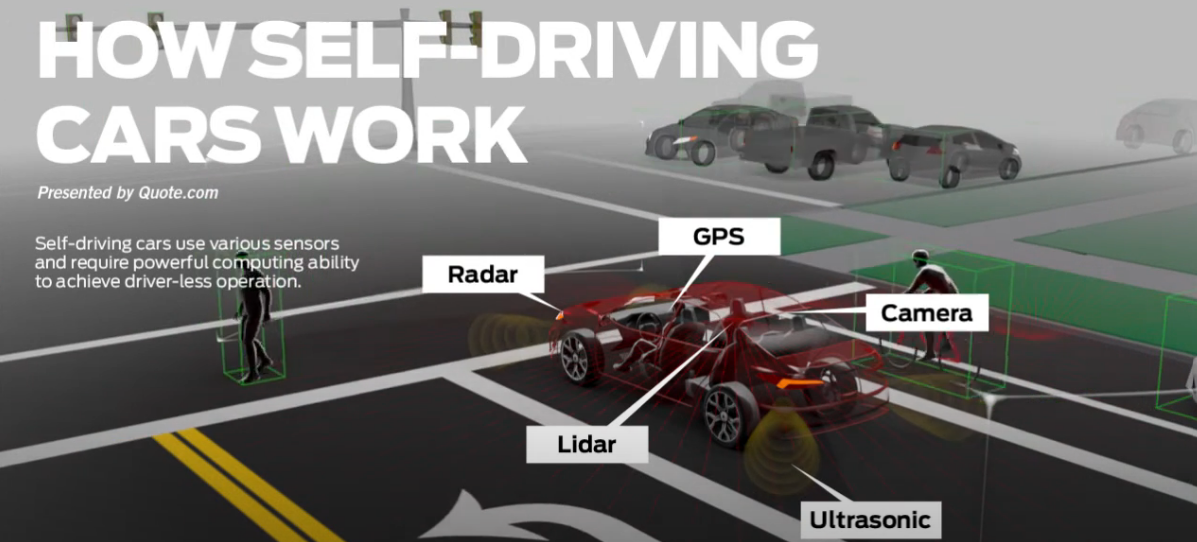 HOW SELF-DRIVING
CARS WORK
Presented by Quote.com
Self-driving cars use various sensors
and require powerful computing ability
to achieve driver-less operation.
GPS
Radar
Camera
Lidar
Ultrasonic